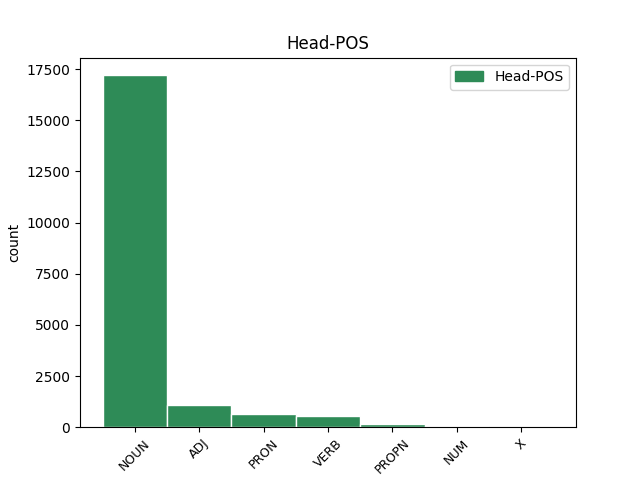 Head-POS
Head-POS
17500
15000
12500
10000
7500
5000
2500
0
count
NOUN
ADJ
PRON
VERB
PROPN
NUM
X